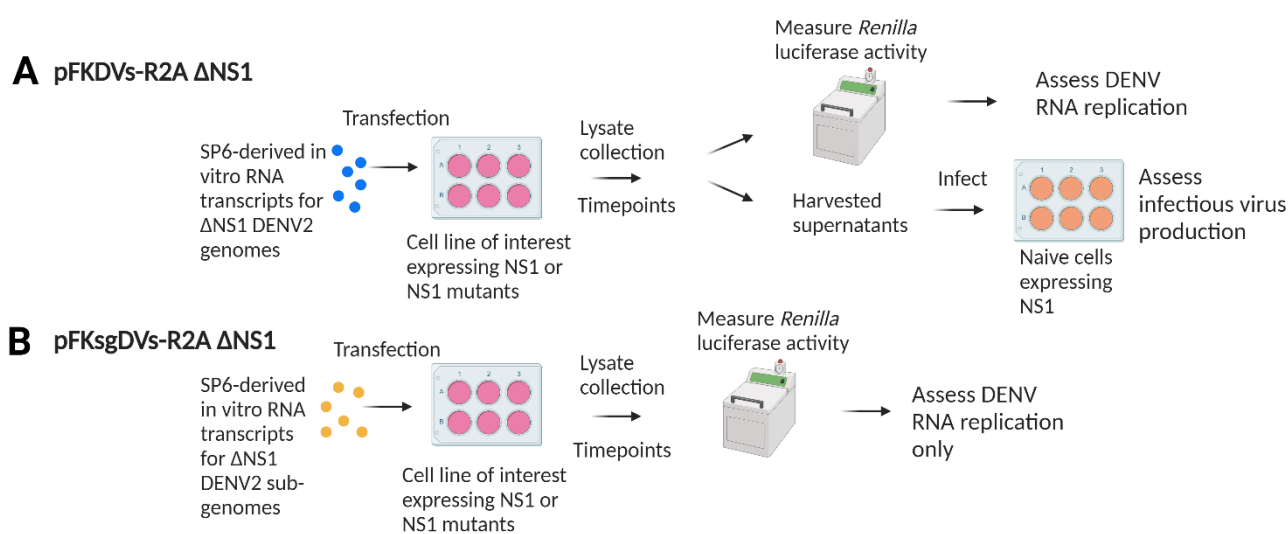 A pFKDVs-R2A ΔNS1
SP6-derived in
vitro RNA
transcripts for
ΔNS1 DENV2
genomes
Transfection
1 2 3
A
B
Cell line of interest
expressing NS1 or
NS1 mutants
Lysate
collection
Timepoints
Measure Renilla
luciferase activity
Assess DENV
RNA replication
Harvested
supernatants
Infect
1 2 3
A
B
Naive cells
expressing
NS1
Assess
infectious virus
production
B pFKsgDVs-R2A ΔNS1
SP6-derived
in vitro RNA
transcripts
for ΔNS1
DENV2 sub-
genomes
Transfection
1 2 3
A
B
Cell line of interest
expressing NS1 or
NS1 mutants
Lysate
collection
Timepoints
Measure Renilla
luciferase activity
Assess DENV
RNA replication
only